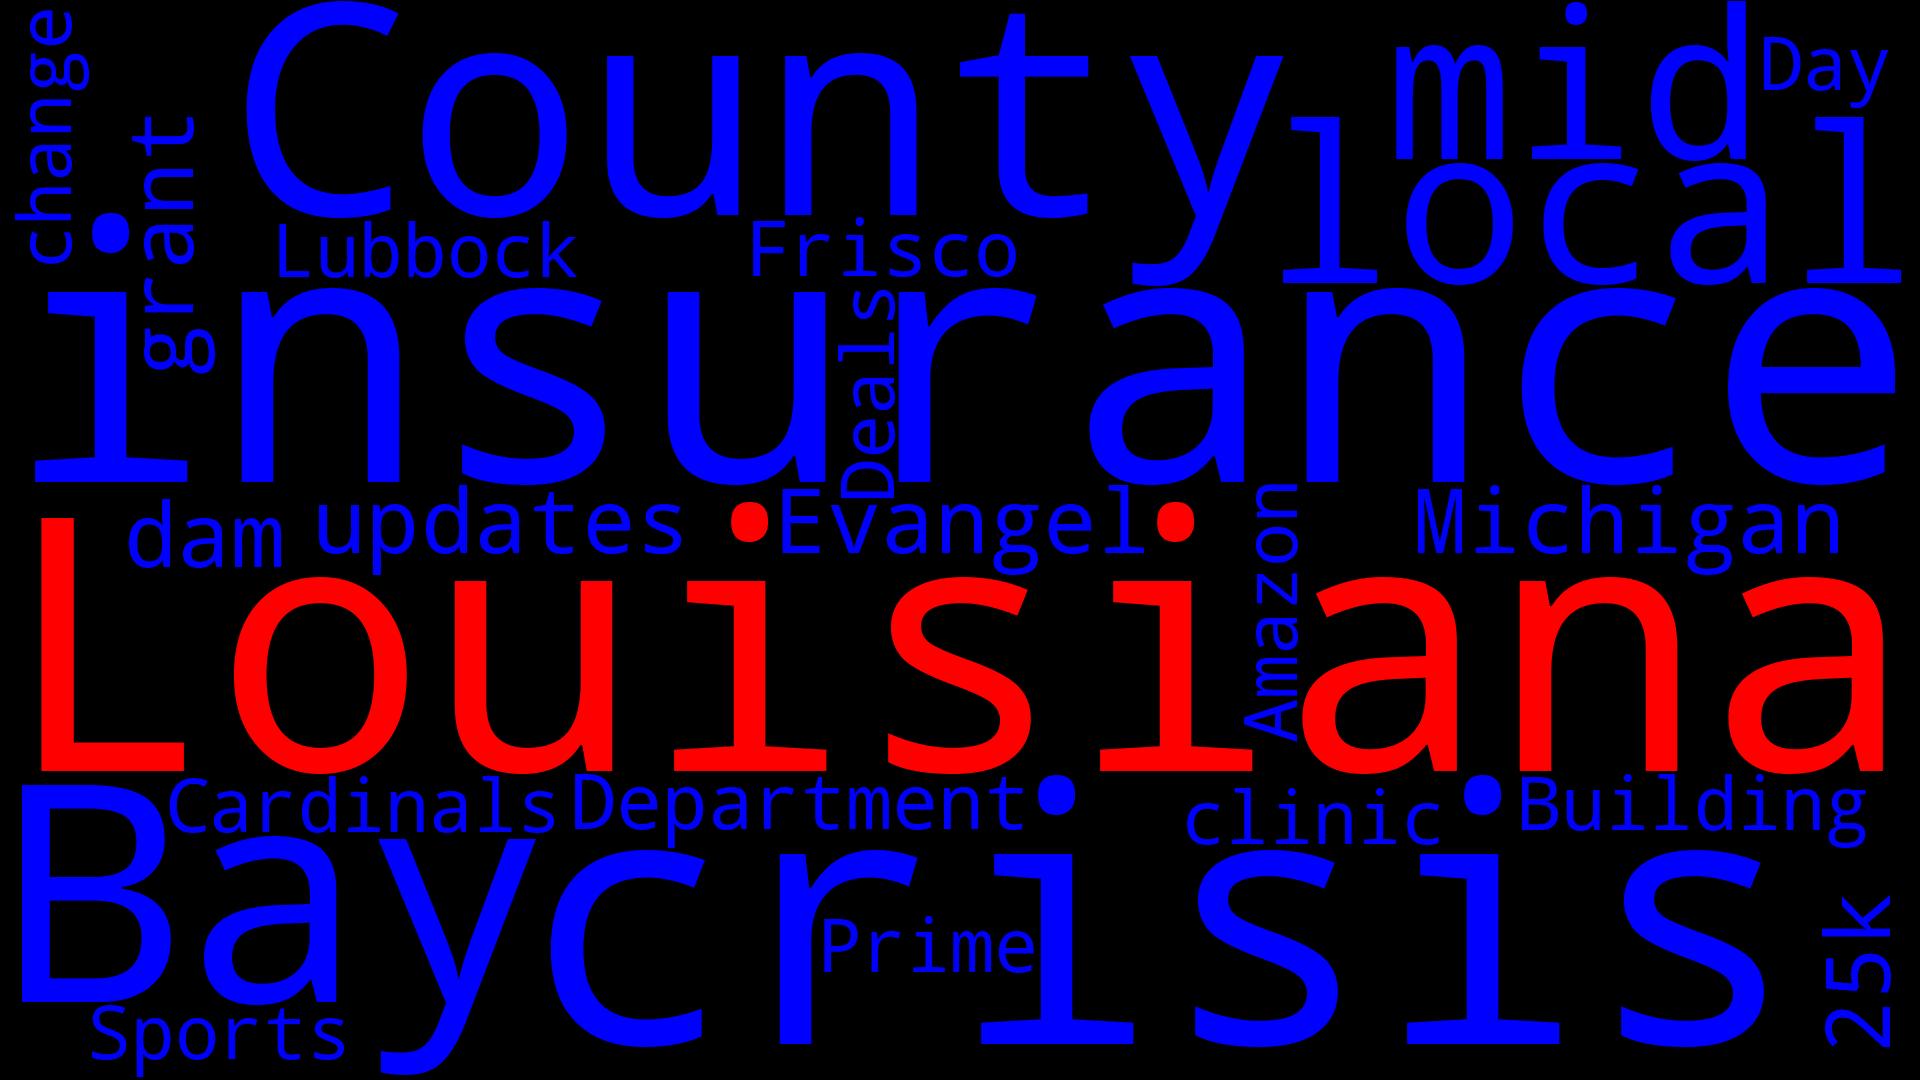 change
grant
County
mid
Day
local
Lubbock
Frisco
insurance
Deals
dam
updates
Evangel
Amazon
Michigan
Louisiana
Cardinals
Department
clinic
Building
Bay
crisis
Prime
25k
Sports